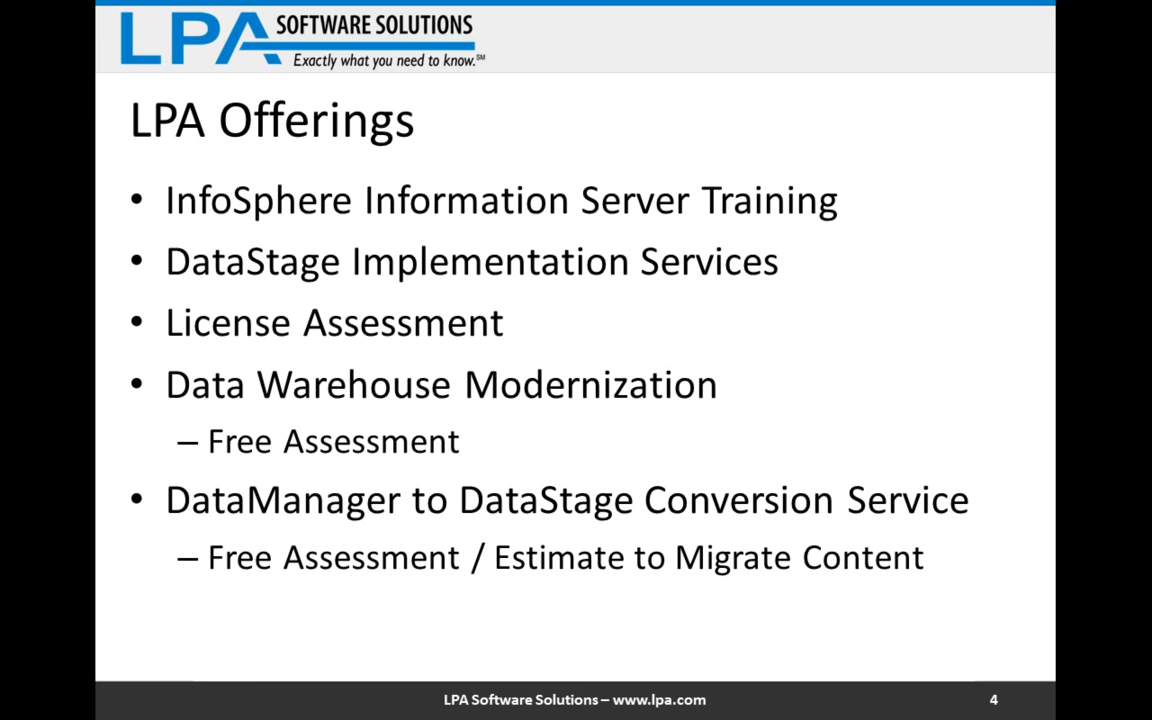 LPA SOFTWARE SOLUTIONS
Exactly what you need to know.℠
LPA Offerings
• InfoSphere Information Server Training
• DataStage Implementation Services
• License Assessment
• Data Warehouse Modernization
– Free Assessment
• DataManager to DataStage Conversion Service
– Free Assessment / Estimate to Migrate Content
LPA Software Solutions – www.lpa.com
4